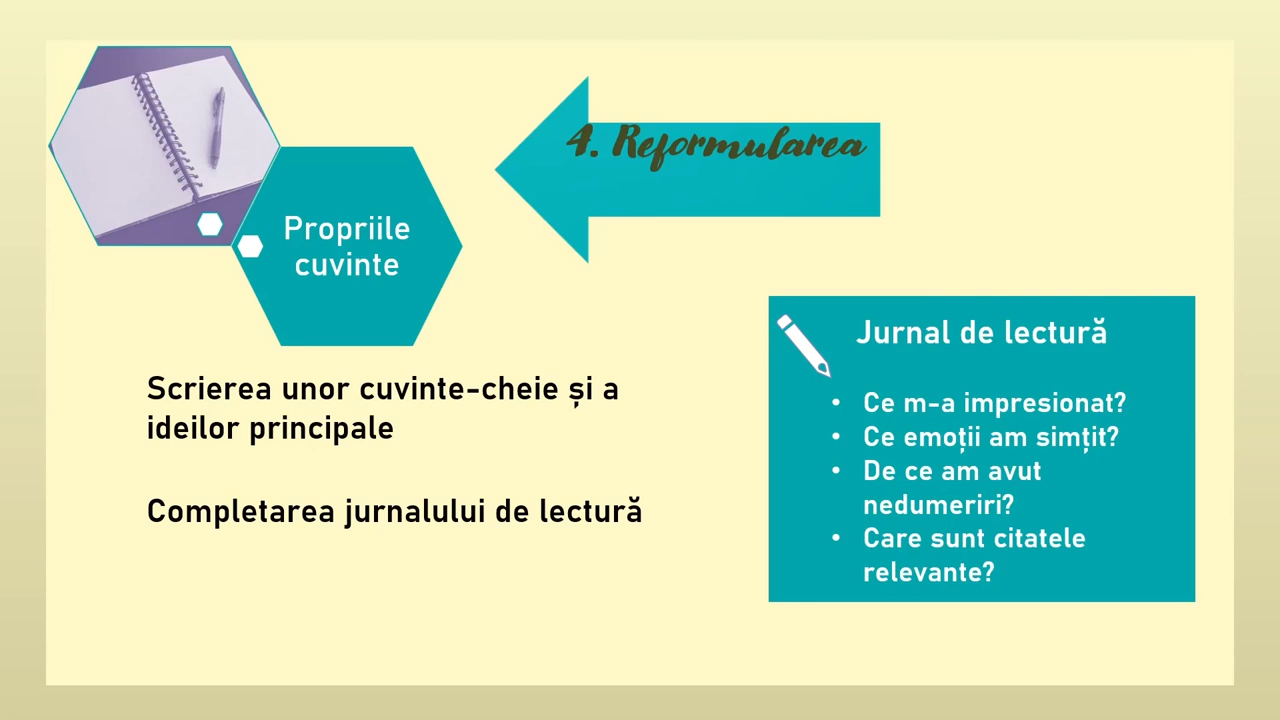 4. Reformularea
Propriile
cuvinte
Scrierea unor cuvinte-cheie și a
ideilor principale
Completarea jurnalului de lectură
Jurnal de lectură
• Ce m-a impresionat?
• Ce emoții am simțit?
• De ce am avut
nedumeriri?
• Care sunt citatele
relevante?